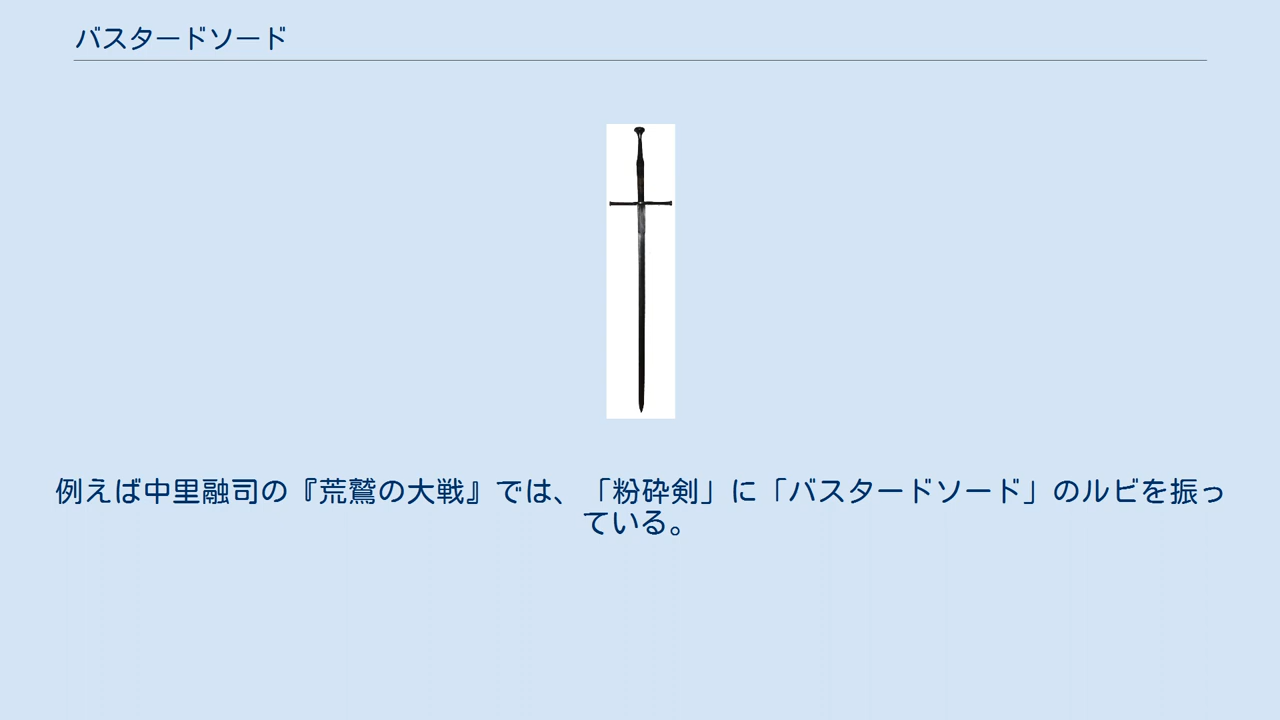 バスタードソード
例えば中里融司の『荒鷲の大戦』では、「粉砕剣」に「バスタードソード」のルビを振っ
ている。